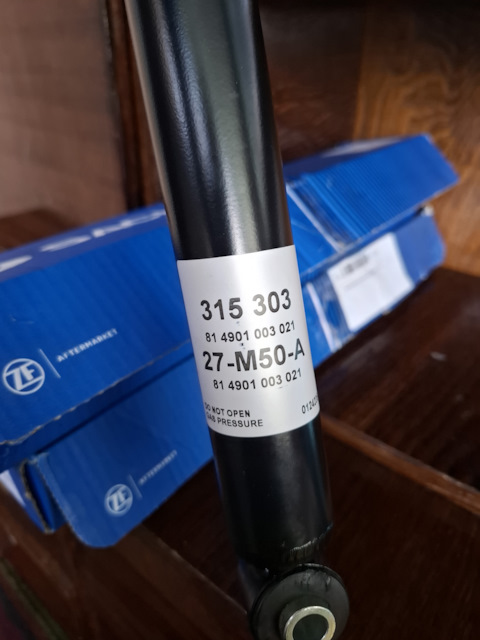 315 303
81 4901 003 021
27-M50-A
81 4901 003 021
DO NOT OPEN
GAS PRESSURE
ZF
AFTERMARKET
ZF
AFTERMARKET